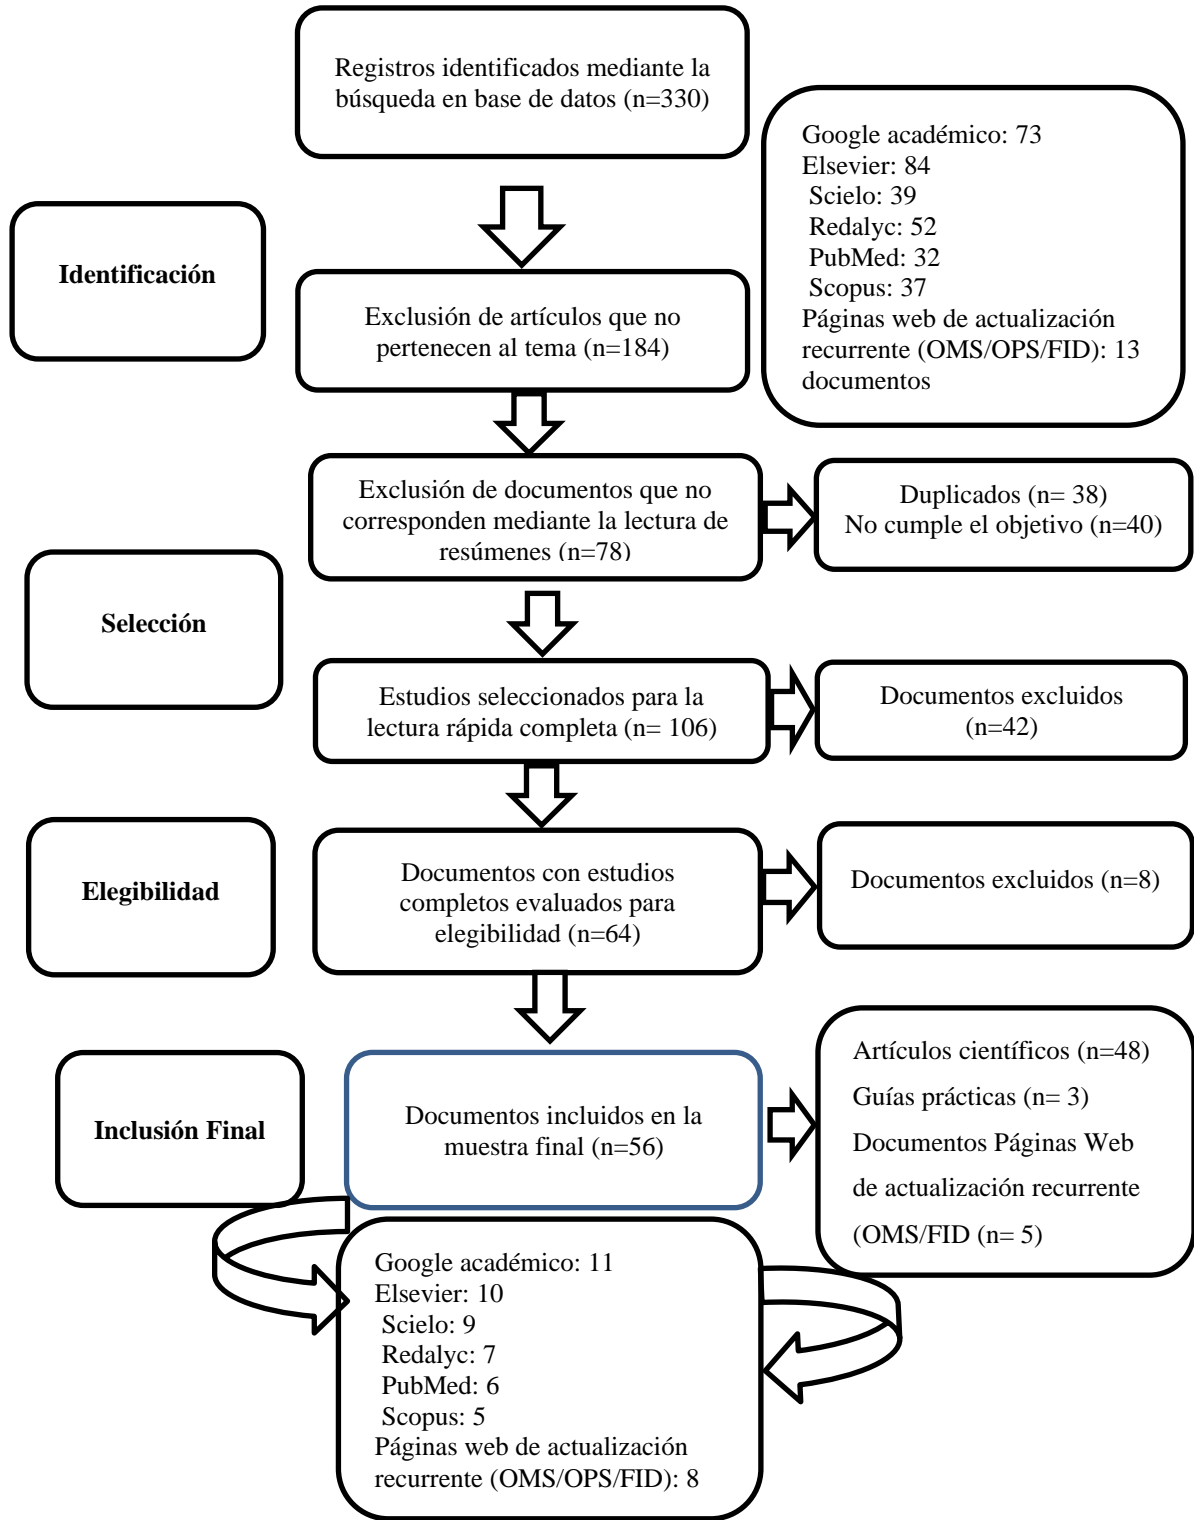 Registros identificados mediante la
búsqueda en base de datos (n=330)
Google académico: 73
Elsevier: 84
Scielo: 39
Redalyc: 52
PubMed: 32
Scopus: 37
Páginas web de actualización
recurrente (OMS/OPS/FID): 13
documentos
Identificación
Exclusión de artículos que no
pertenecen al tema (n=184)
Exclusión de documentos que no
corresponden mediante la lectura de
resúmenes (n=78)
Duplicados (n= 38)
No cumple el objetivo (n=40)
Selección
Estudios seleccionados para la
lectura rápida completa (n= 106)
Documentos excluidos
(n=42)
Elegibilidad
Documentos con estudios
completos evaluados para
elegibilidad (n=64)
Documentos excluidos (n=8)
Inclusión Final
Documentos incluidos en la
muestra final (n=56)
Artículos científicos (n=48)
Guías prácticas (n= 3)
Documentos Páginas Web
de actualización recurrente
(OMS/FID (n= 5)
Google académico: 11
Elsevier: 10
Scielo: 9
Redalyc: 7
PubMed: 6
Scopus: 5
Páginas web de actualización
recurrente (OMS/OPS/FID): 8